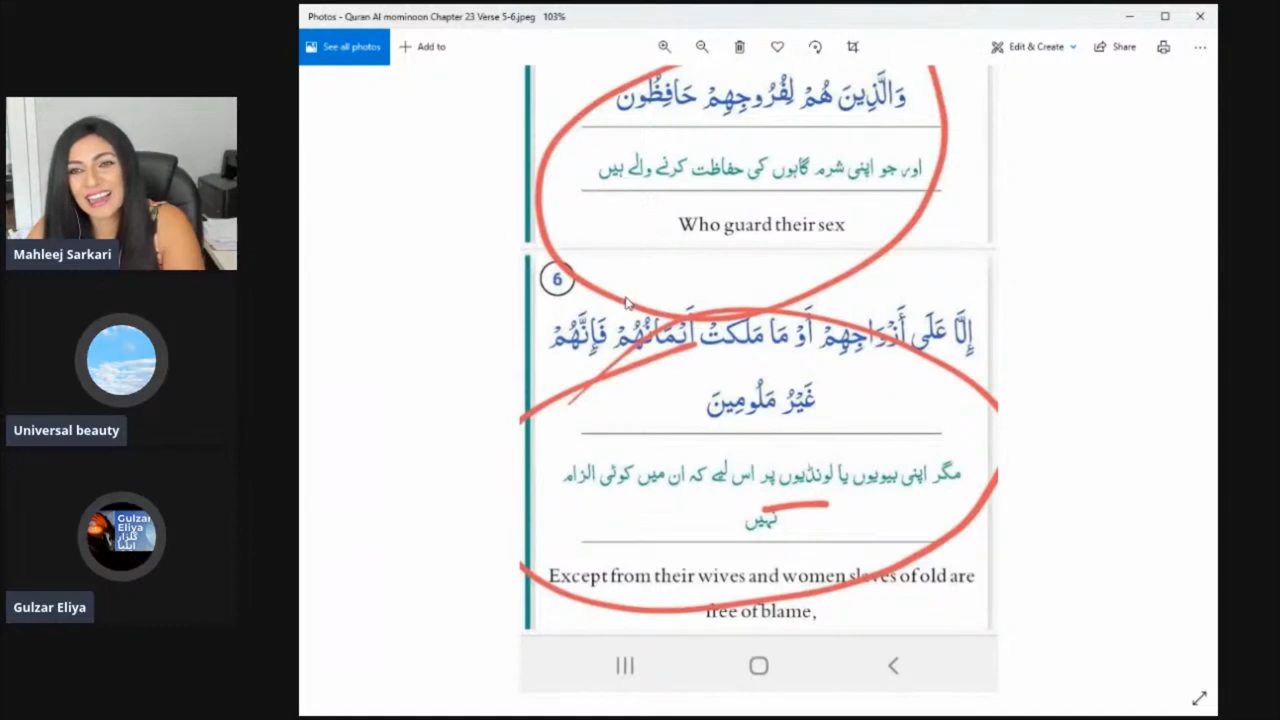 Photos - Quran Al mominoon Chapter 23 Verse 5-6.jpeg 103%
See all photos
Add to
Edit & Create
Share
وَالَّذِينَ هُمْ لِفُرُوجِهِمْ حَافِظُونَ
اور جو اپنی شرم گاہوں کی حفاظت کرنے والے ہیں
Who guard their sex
6
إِلَّا عَلَى أَزْوَاجِهِمْ أَوْ مَا مَلَكَتْ أَيْمَانُهُمْ فَإِنَّهُمْ
غَيْرُ مَلُومِينَ
مگر اپنی بیویوں یا لونڈیوں پر اس لیے کہ ان میں کوئی الزام
نہیں
Except from their wives and women slaves of old are
free of blame,
Mahleej Sarkari
Universal beauty
Gulzar
Eliya
گلزار
ایلیا
Gulzar Eliya